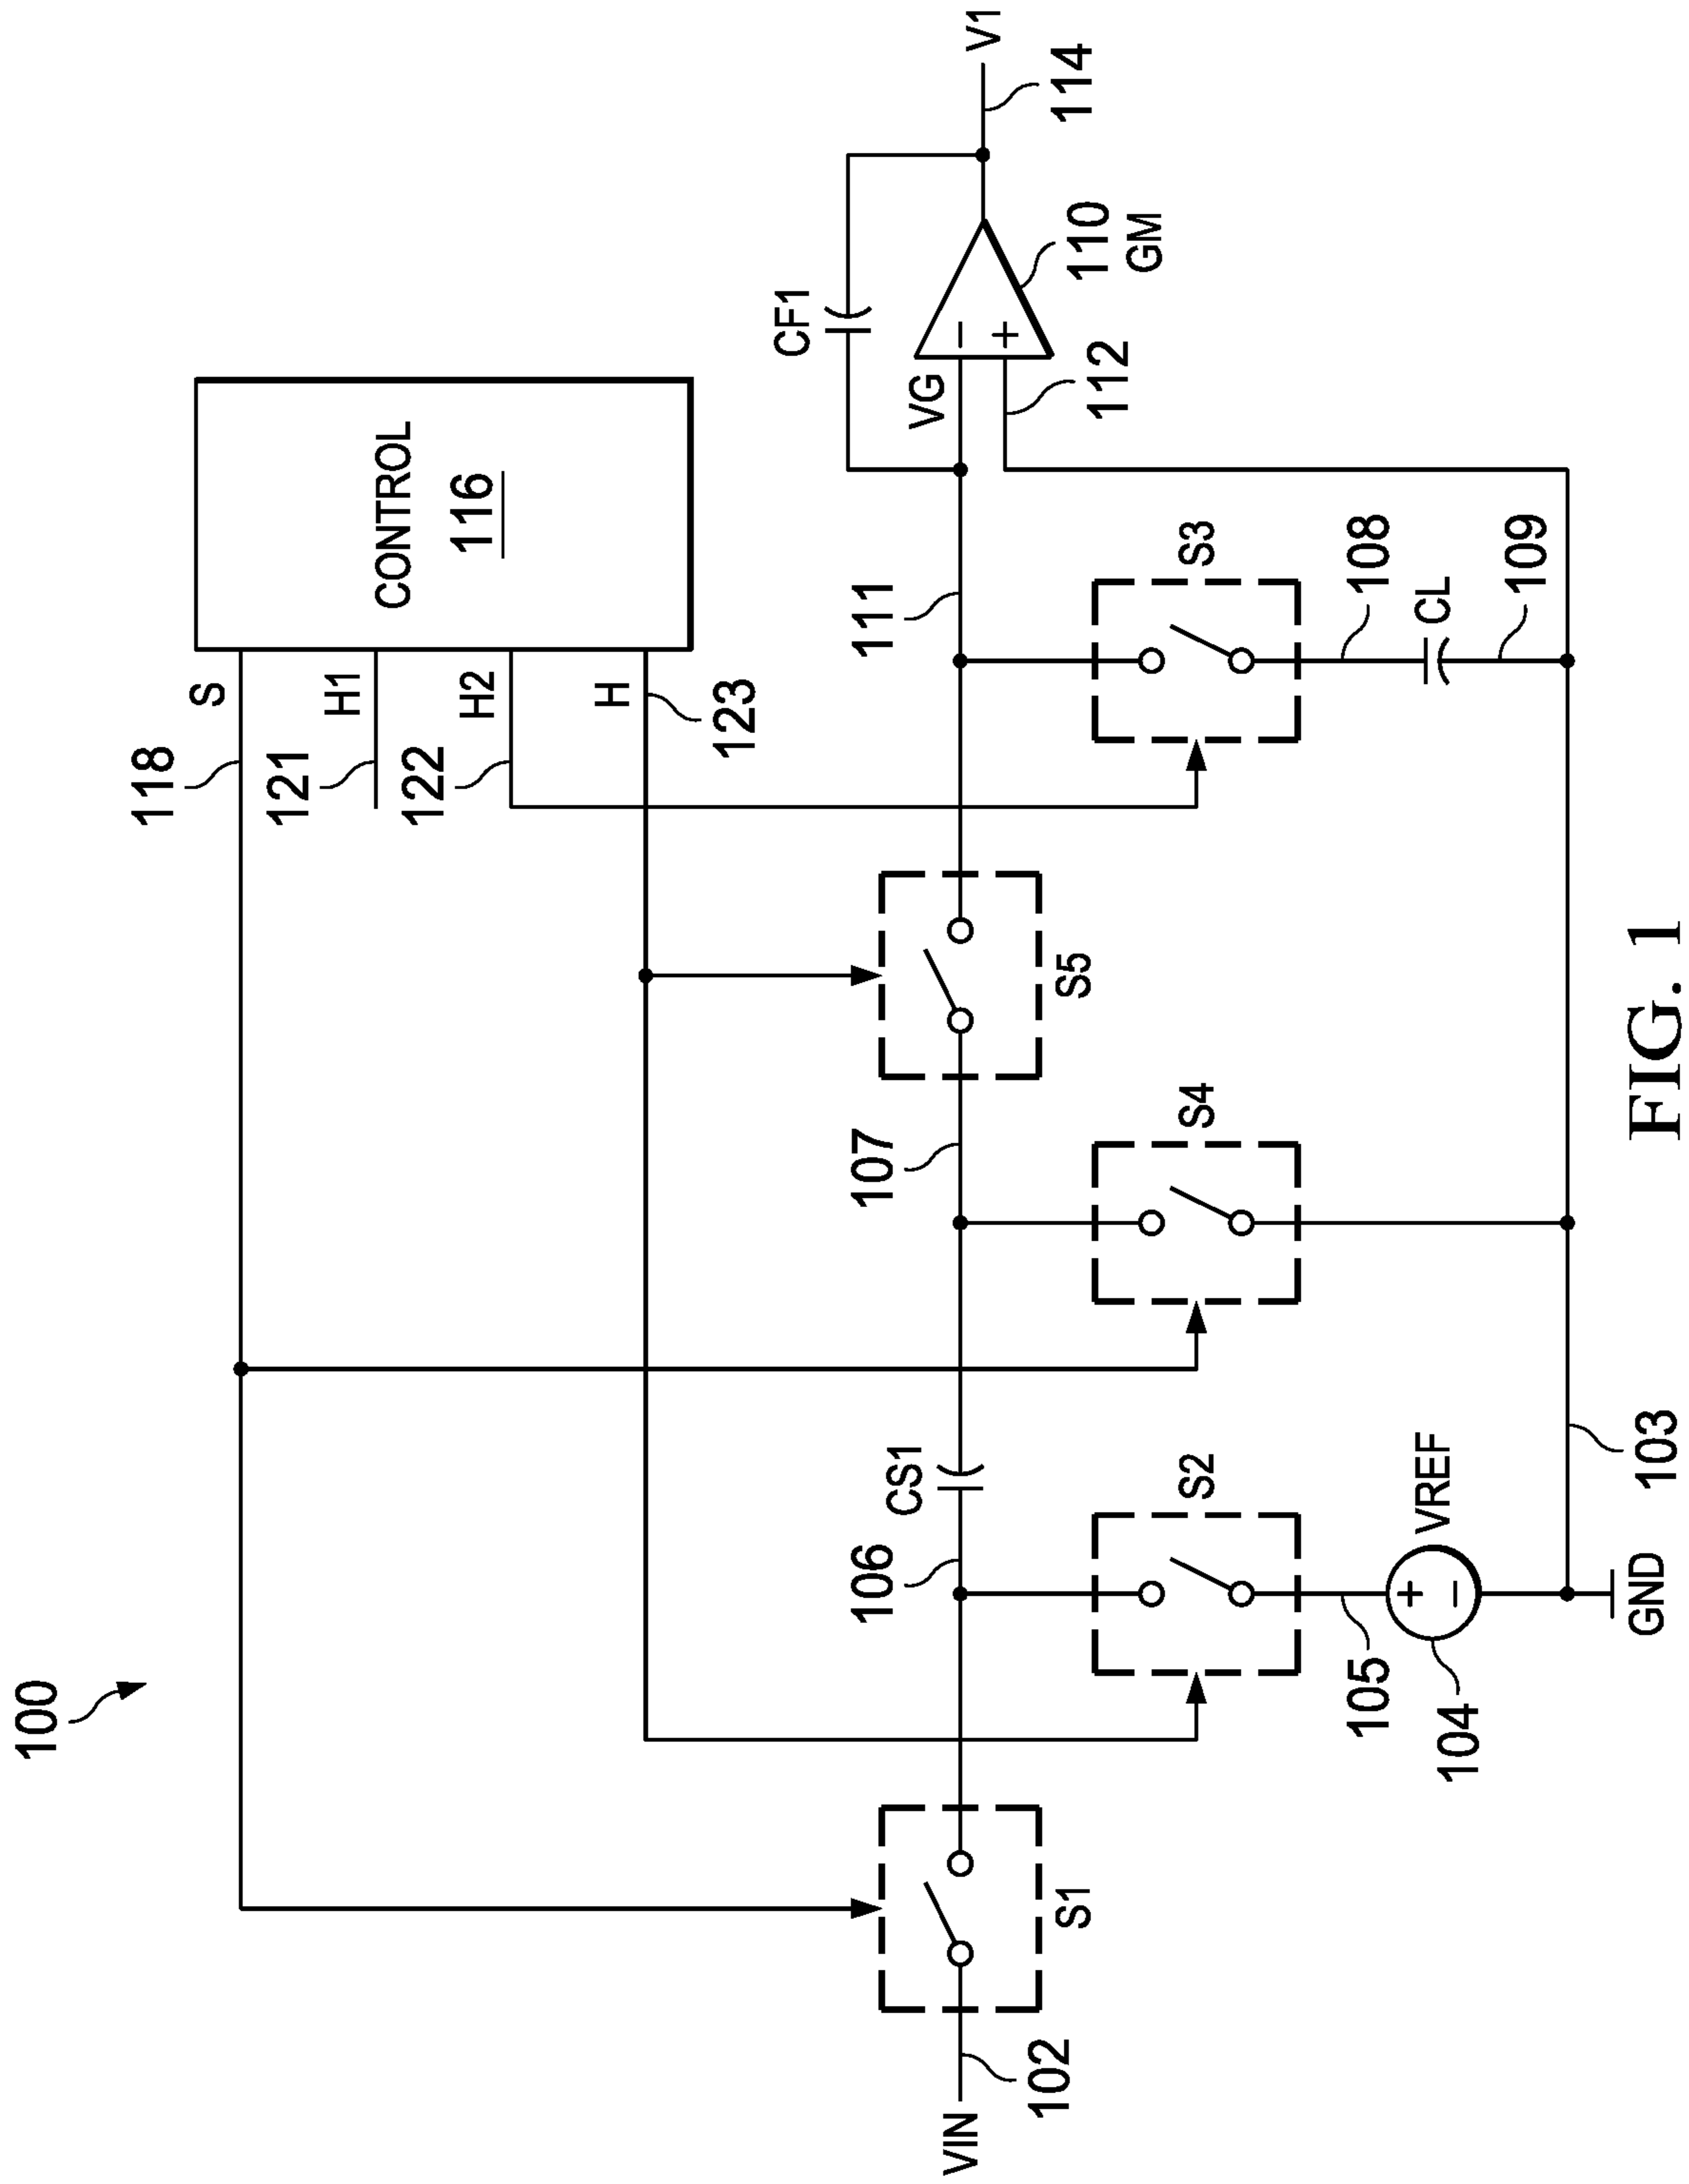 100
118
S
121
H1
122
H2
H
123
CONTROL
116
VIN
102
S1
106
CS1
S2
105
104
VREF
GND
103
107
S4
S5
111
S3
108
CL
109
VG
CF1
−
+
112
110
GM
114
V1
+
−
FIG. 1